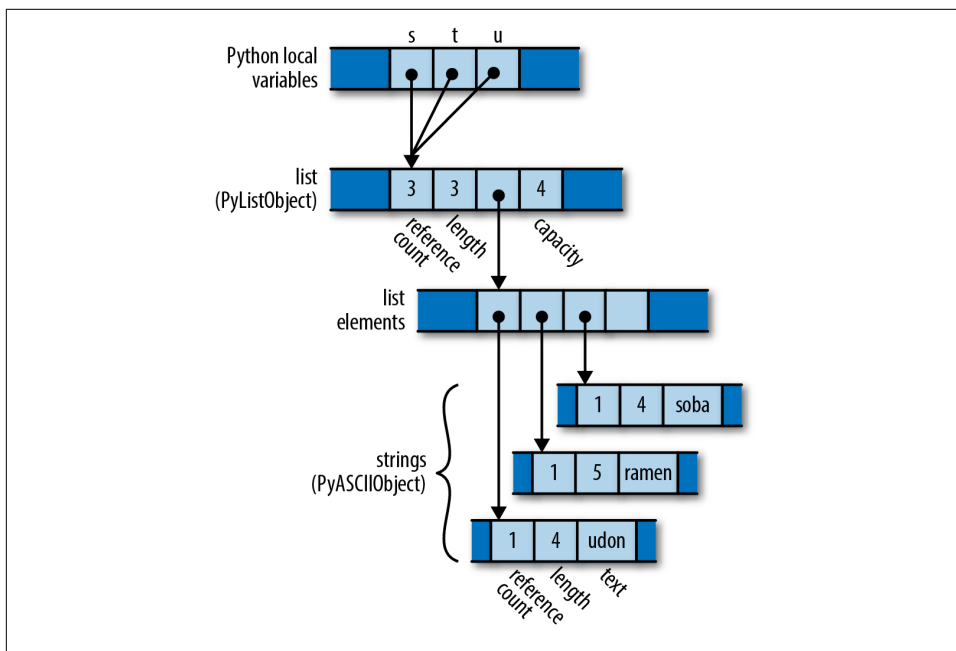 s t u
Python local
variables
list
(PyListObject)
3 3 4
reference
count
length
capacity
list
elements
1 4 soba
strings
(PyASCIIObject)
1 5 ramen
1 4 udon
reference
count
length
text